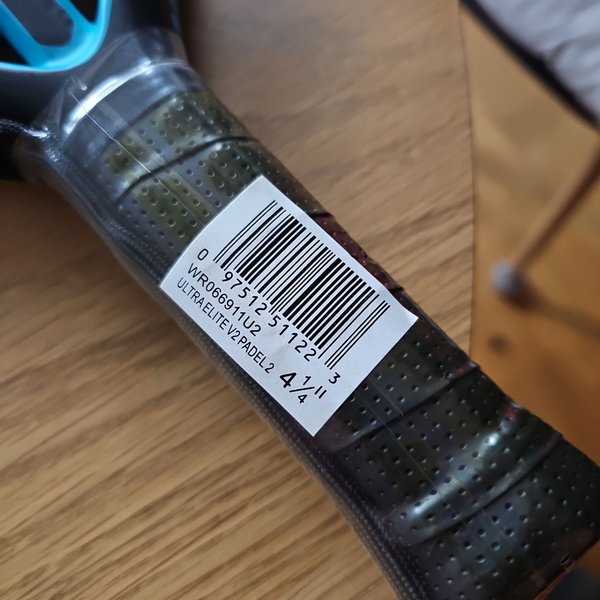 0 97512 51122 3
WR066911U2
ULTRA ELITE V2 PADEL 2
4 1/4"